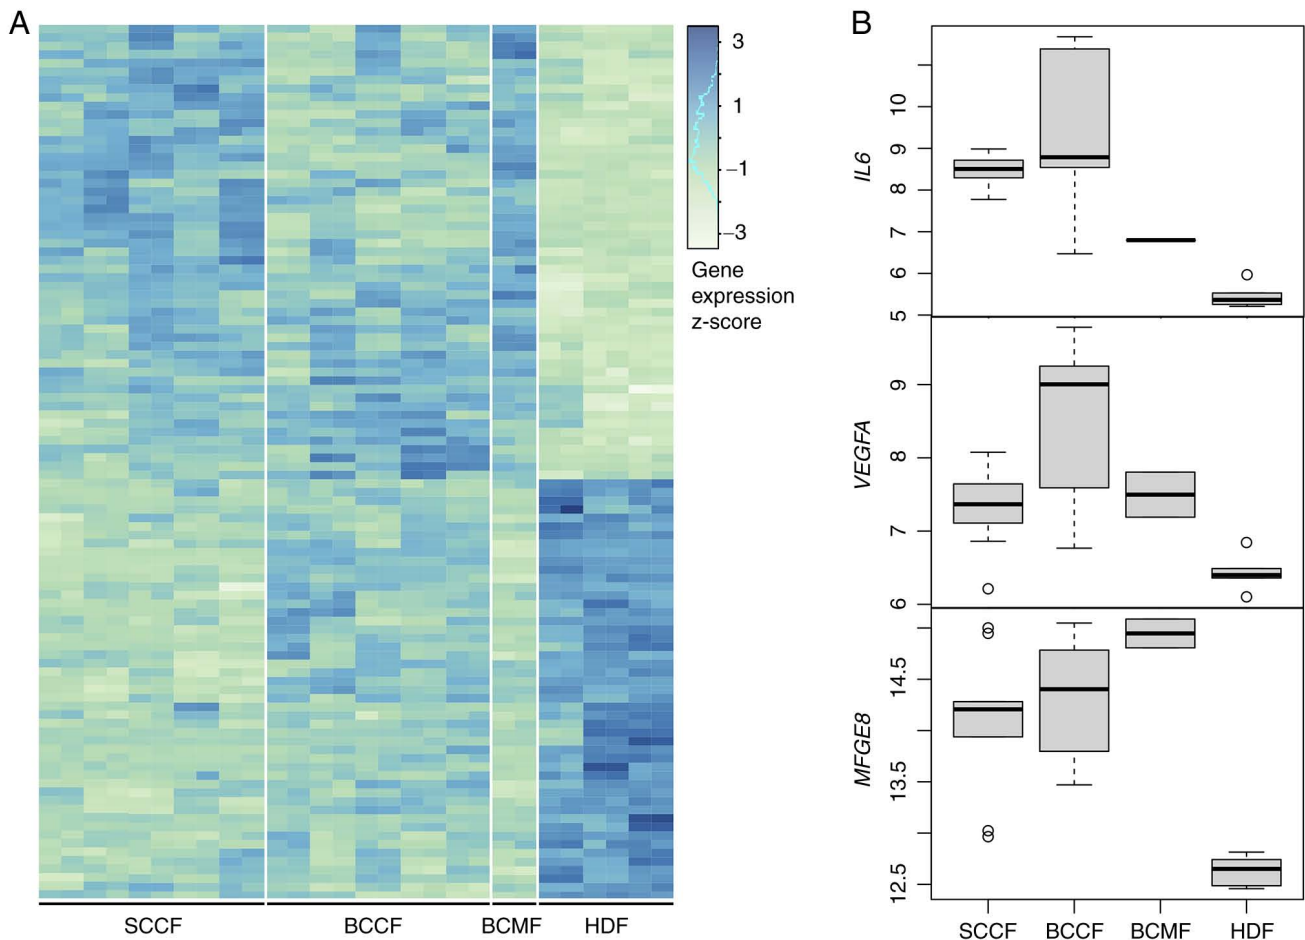 A
3
1
−1
−3
Gene
expression
z-score
SCCF
BCCF
BCMF
HDF
B
IL6
10
9
8
7
6
5
VEGFA
9
8
7
6
MFGE8
14.5
13.5
12.5
SCCF
BCCF
BCMF
HDF